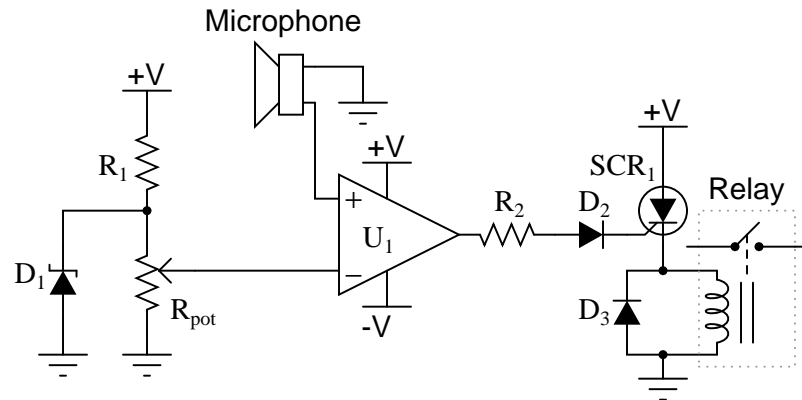 Microphone
+V
+V
+V
R1
SCR1
Relay
+
U1
−
R2
D2
D1
Rpot
-V
D3